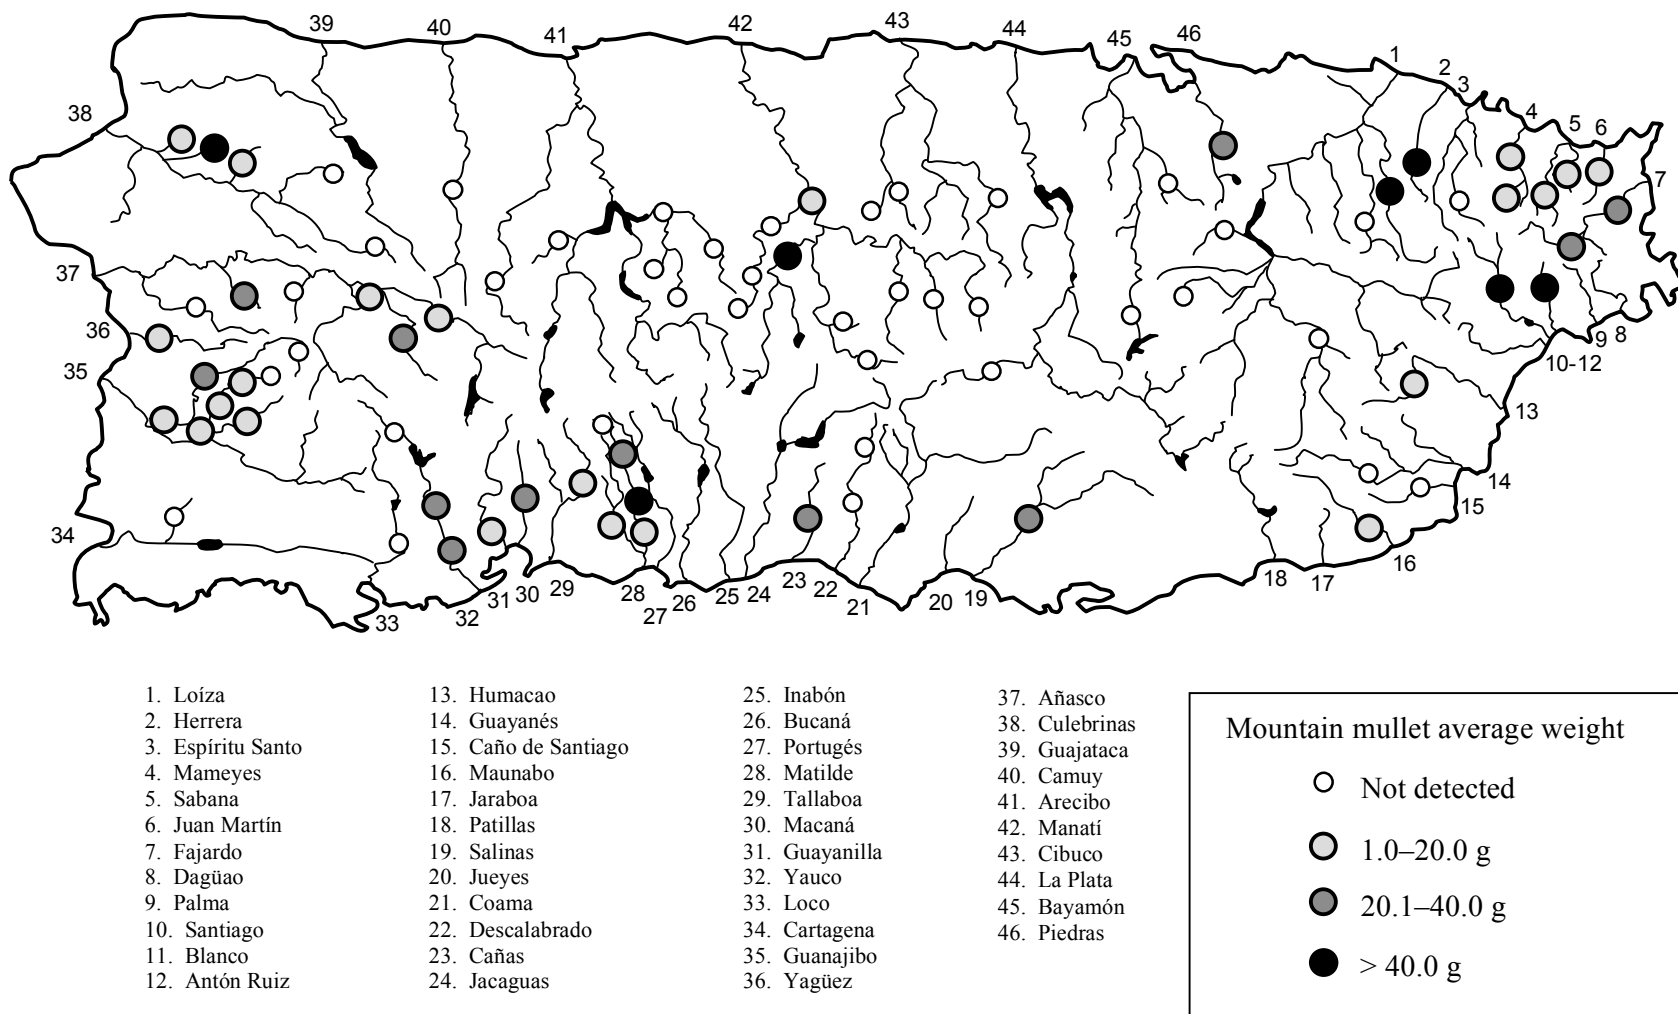 39
40
41
42
43
44
45
46
1
2
3
4
5
6
7
8
9
10-12
13
14
15
16
17
18
19
20
21
22
23
24
25
26
27
28
29
30
31
32
33
34
35
36
37
38
1. Loíza
2. Herrera
3. Espíritu Santo
4. Mameyes
5. Sabana
6. Juan Martín
7. Fajardo
8. Dagüao
9. Palma
10. Santiago
11. Blanco
12. Antón Ruiz
13. Humacao
14. Guayanés
15. Caño de Santiago
16. Maunabo
17. Jaraboa
18. Patillas
19. Salinas
20. Jueyes
21. Coama
22. Descalabrado
23. Cañas
24. Jacaguas
25. Inabón
26. Bucaná
27. Portugés
28. Matilde
29. Tallaboa
30. Macaná
31. Guayanilla
32. Yauco
33. Loco
34. Cartagena
35. Guanajibo
36. Yagüez
37. Añasco
38. Culebrinas
39. Guajataca
40. Camuy
41. Arecibo
42. Manatí
43. Cibuco
44. La Plata
45. Bayamón
46. Piedras
Mountain mullet average weight
Not detected
1.0–20.0 g
20.1–40.0 g
> 40.0 g